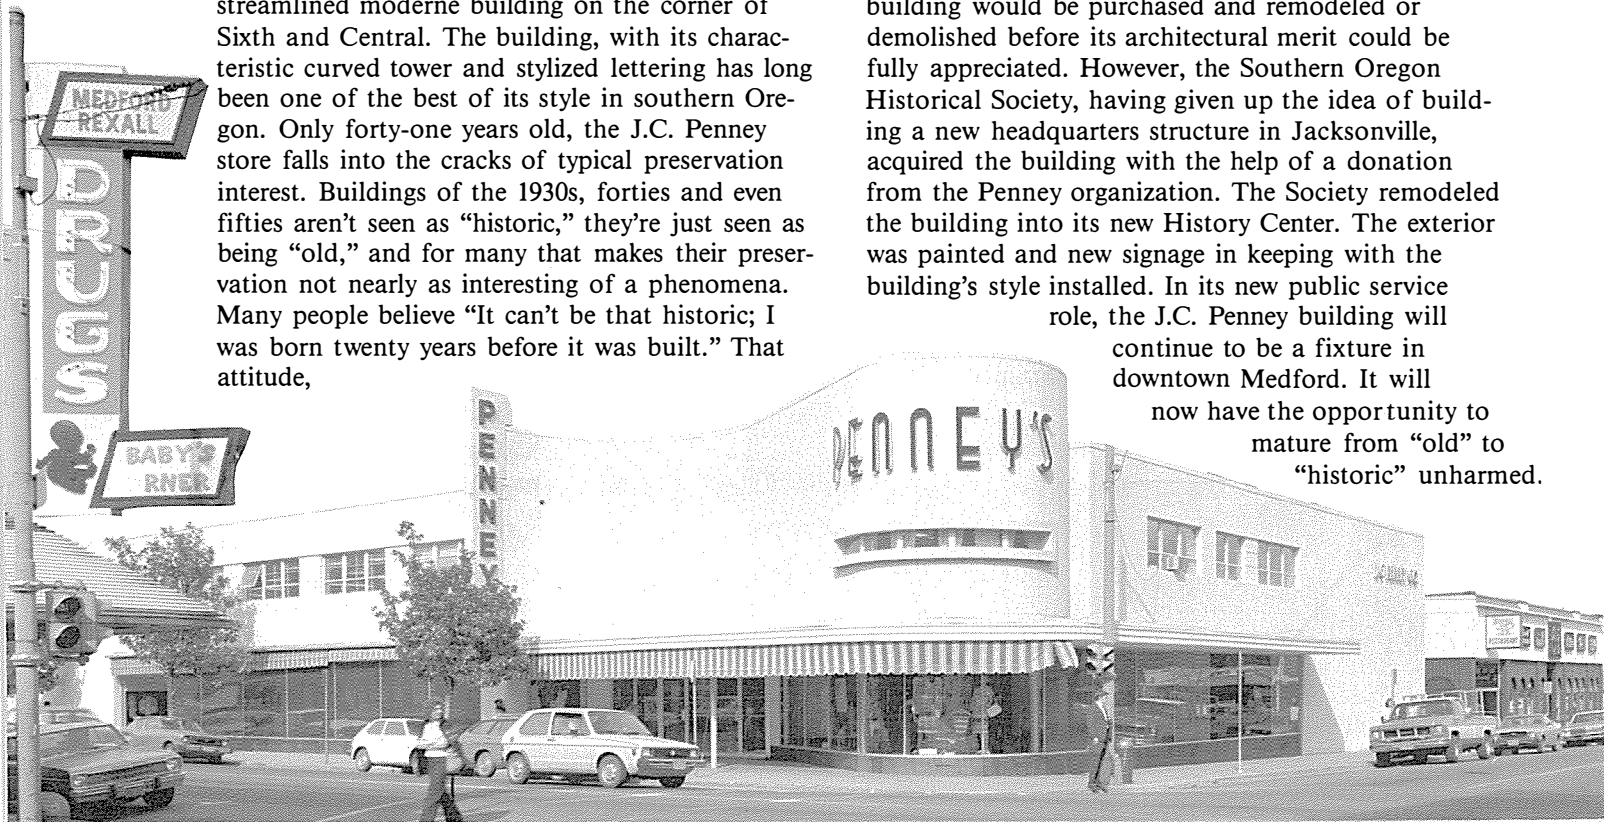 streamlined moderne building on the corner of
Sixth and Central. The building, with its charac-
teristic curved tower and stylized lettering has long
been one of the best of its style in southern Ore-
gon. Only forty-one years old, the J.C. Penney
store falls into the cracks of typical preservation
interest. Buildings of the 1930s, forties and even
fifties aren't seen as “historic,” they're just seen as
being “old,” and for many that makes their preser-
vation not nearly as interesting of a phenomena.
Many people believe “It can't be that historic; I
was born twenty years before it was built.” That
attitude,
building would be purchased and remodeled or
demolished before its architectural merit could be
fully appreciated. However, the Southern Oregon
Historical Society, having given up the idea of build-
ing a new headquarters structure in Jacksonville,
acquired the building with the help of a donation
from the Penney organization. The Society remodeled
the building into its new History Center. The exterior
was painted and new signage in keeping with the
building's style installed. In its new public service
role, the J.C. Penney building will
continue to be a fixture in
downtown Medford. It will
now have the opportunity to
mature from “old” to
“historic” unharmed.
MEDFORD
REXALL
DRUGS
BABY'S
RNER
PENNEY
PENNEY'S